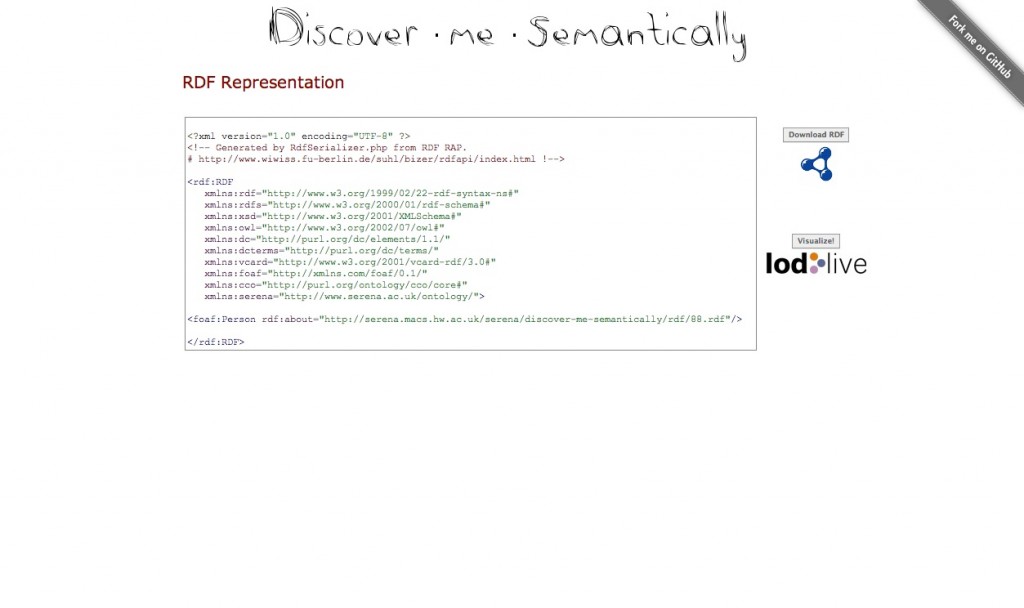 Discover · me · Semantically
Fork me on GitHub
RDF Representation
<?xml version="1.0" encoding="UTF-8" ?>
<!-- Generated by RdfSerializer.php from RDF RAP.
# http://www.wiwiss.fu-berlin.de/suhl/bizer/rdfapi/index.html !-->
<rdf:RDF
xmlns:rdf="http://www.w3.org/1999/02/22-rdf-syntax-ns#"
xmlns:rdfs="http://www.w3.org/2000/01/rdf-schema#"
xmlns:xsd="http://www.w3.org/2001/XMLSchema#"
xmlns:owl="http://www.w3.org/2002/07/owl#"
xmlns:dc="http://purl.org/dc/elements/1.1/"
xmlns:dcterms="http://purl.org/dc/terms/"
xmlns:vcard="http://www.w3.org/2001/vcard-rdf/3.0#"
xmlns:foaf="http://xmlns.com/foaf/0.1/"
xmlns:cco="http://purl.org/ontology/cco/core#"
xmlns:serena="http://www.serena.ac.uk/ontology/">
<foaf:Person rdf:about="http://serena.macs.hw.ac.uk/serena/discover-me-semantically/rdf/88.rdf"/>
</rdf:RDF>
Download RDF
Visualize!
lodlive